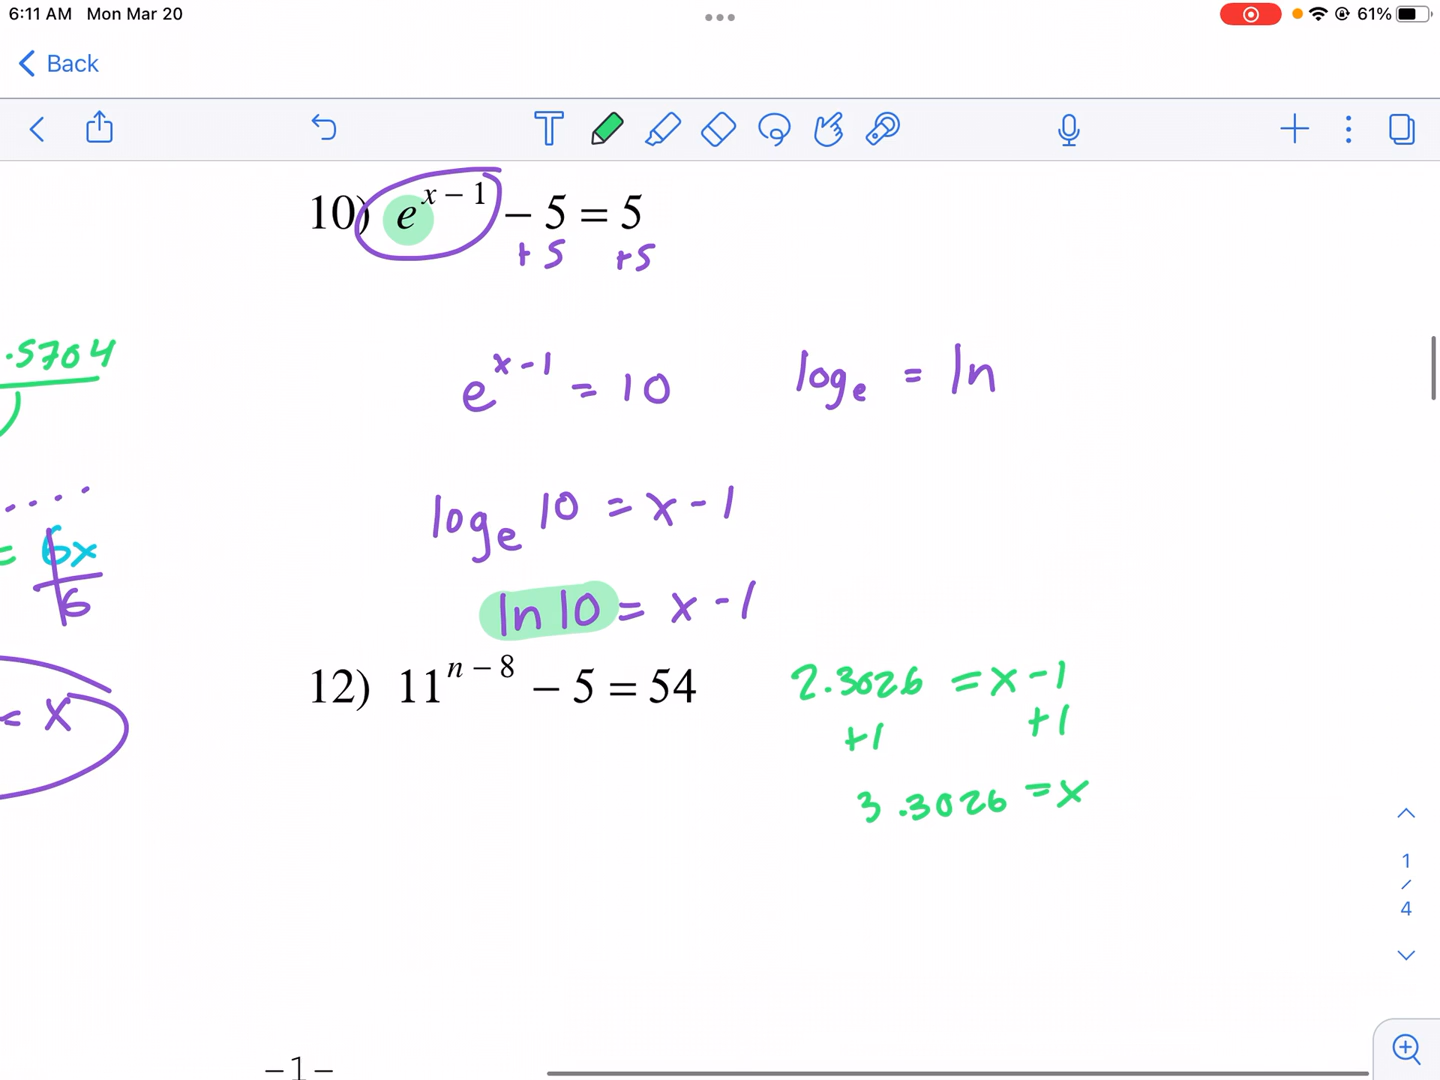 6:11 AM Mon Mar 20
61%
Back
10) e^{x – 1} – 5 = 5
+5 +5
.5704
e^{x-1} = 10
log_e = ln
log_e 10 = x - 1
= 6x
6
ln 10 = x - 1
12) 11^{n – 8} – 5 = 54
2.3026 = x - 1
+1 +1
= x
3.3026 = x
1
/
4
-1-